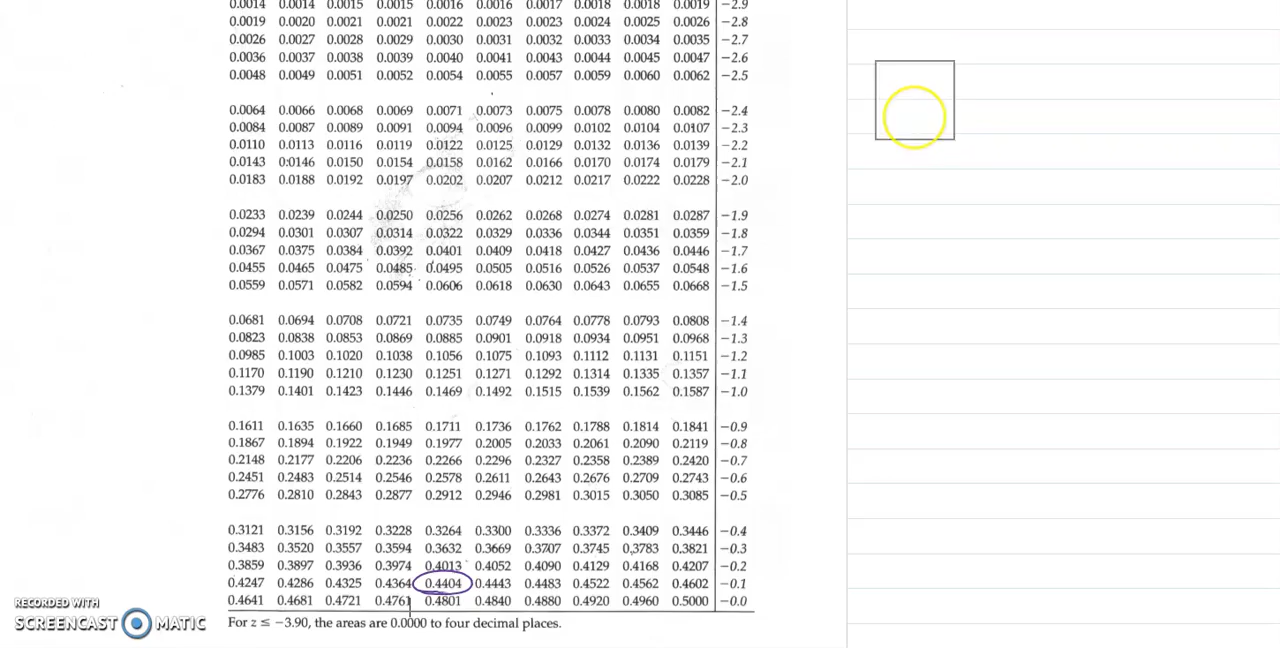 0.0014 0.0014 0.0015 0.0015 0.0016 0.0016 0.0017 0.0018 0.0018 0.0019 −2.9
0.0019 0.0020 0.0021 0.0021 0.0022 0.0023 0.0023 0.0024 0.0025 0.0026 −2.8
0.0026 0.0027 0.0028 0.0029 0.0030 0.0031 0.0032 0.0033 0.0034 0.0035 −2.7
0.0036 0.0037 0.0038 0.0039 0.0040 0.0041 0.0043 0.0044 0.0045 0.0047 −2.6
0.0048 0.0049 0.0051 0.0052 0.0054 0.0055 0.0057 0.0059 0.0060 0.0062 −2.5
0.0064 0.0066 0.0068 0.0069 0.0071 0.0073 0.0075 0.0078 0.0080 0.0082 −2.4
0.0084 0.0087 0.0089 0.0091 0.0094 0.0096 0.0099 0.0102 0.0104 0.0107 −2.3
0.0110 0.0113 0.0116 0.0119 0.0122 0.0125 0.0129 0.0132 0.0136 0.0139 −2.2
0.0143 0.0146 0.0150 0.0154 0.0158 0.0162 0.0166 0.0170 0.0174 0.0179 −2.1
0.0183 0.0188 0.0192 0.0197 0.0202 0.0207 0.0212 0.0217 0.0222 0.0228 −2.0
0.0233 0.0239 0.0244 0.0250 0.0256 0.0262 0.0268 0.0274 0.0281 0.0287 −1.9
0.0294 0.0301 0.0307 0.0314 0.0322 0.0329 0.0336 0.0344 0.0351 0.0359 −1.8
0.0367 0.0375 0.0384 0.0392 0.0401 0.0409 0.0418 0.0427 0.0436 0.0446 −1.7
0.0455 0.0465 0.0475 0.0485 0.0495 0.0505 0.0516 0.0526 0.0537 0.0548 −1.6
0.0559 0.0571 0.0582 0.0594 0.0606 0.0618 0.0630 0.0643 0.0655 0.0668 −1.5
0.0681 0.0694 0.0708 0.0721 0.0735 0.0749 0.0764 0.0778 0.0793 0.0808 −1.4
0.0823 0.0838 0.0853 0.0869 0.0885 0.0901 0.0918 0.0934 0.0951 0.0968 −1.3
0.0985 0.1003 0.1020 0.1038 0.1056 0.1075 0.1093 0.1112 0.1131 0.1151 −1.2
0.1170 0.1190 0.1210 0.1230 0.1251 0.1271 0.1292 0.1314 0.1335 0.1357 −1.1
0.1379 0.1401 0.1423 0.1446 0.1469 0.1492 0.1515 0.1539 0.1562 0.1587 −1.0
0.1611 0.1635 0.1660 0.1685 0.1711 0.1736 0.1762 0.1788 0.1814 0.1841 −0.9
0.1867 0.1894 0.1922 0.1949 0.1977 0.2005 0.2033 0.2061 0.2090 0.2119 −0.8
0.2148 0.2177 0.2206 0.2236 0.2266 0.2296 0.2327 0.2358 0.2389 0.2420 −0.7
0.2451 0.2483 0.2514 0.2546 0.2578 0.2611 0.2643 0.2676 0.2709 0.2743 −0.6
0.2776 0.2810 0.2843 0.2877 0.2912 0.2946 0.2981 0.3015 0.3050 0.3085 −0.5
0.3121 0.3156 0.3192 0.3228 0.3264 0.3300 0.3336 0.3372 0.3409 0.3446 −0.4
0.3483 0.3520 0.3557 0.3594 0.3632 0.3669 0.3707 0.3745 0.3783 0.3821 −0.3
0.3859 0.3897 0.3936 0.3974 0.4013 0.4052 0.4090 0.4129 0.4168 0.4207 −0.2
0.4247 0.4286 0.4325 0.4364 0.4404 0.4443 0.4483 0.4522 0.4562 0.4602 −0.1
0.4641 0.4681 0.4721 0.4761 0.4801 0.4840 0.4880 0.4920 0.4960 0.5000 −0.0
For z ≤ −3.90, the areas are 0.0000 to four decimal places.
RECORDED WITH
SCREENCAST MATIC